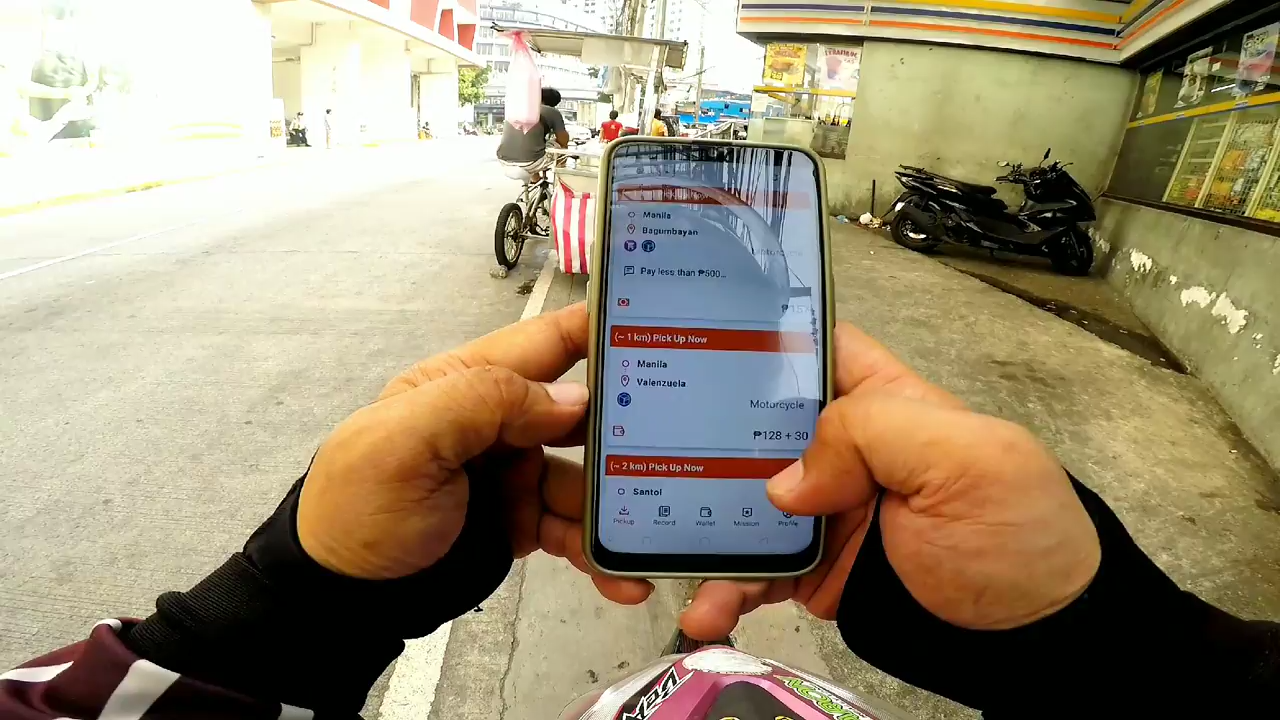 Manila
Bagumbayan
Motorcycle
Pay less than ₱500...
(~ 1 km) Pick Up Now
Manila
Valenzuela
Motorcycle
₱128 + 30
(~ 2 km) Pick Up Now
Santol
Pickup Record Wallet Mission Profile